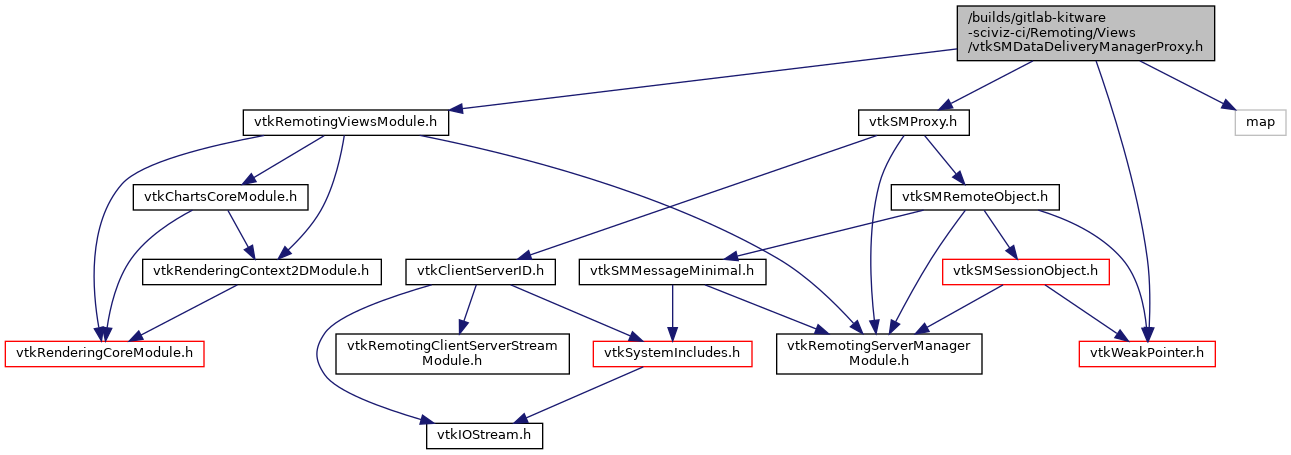 /builds/gitlab-kitware
-sciviz-ci/Remoting/Views
/vtkSMDataDeliveryManagerProxy.h
vtkRemotingViewsModule.h
vtkSMProxy.h
map
vtkChartsCoreModule.h
vtkSMRemoteObject.h
vtkRenderingContext2DModule.h
vtkClientServerID.h
vtkSMMessageMinimal.h
vtkSMSessionObject.h
vtkRenderingCoreModule.h
vtkRemotingClientServerStream
Module.h
vtkSystemIncludes.h
vtkRemotingServerManager
Module.h
vtkWeakPointer.h
vtkIOStream.h